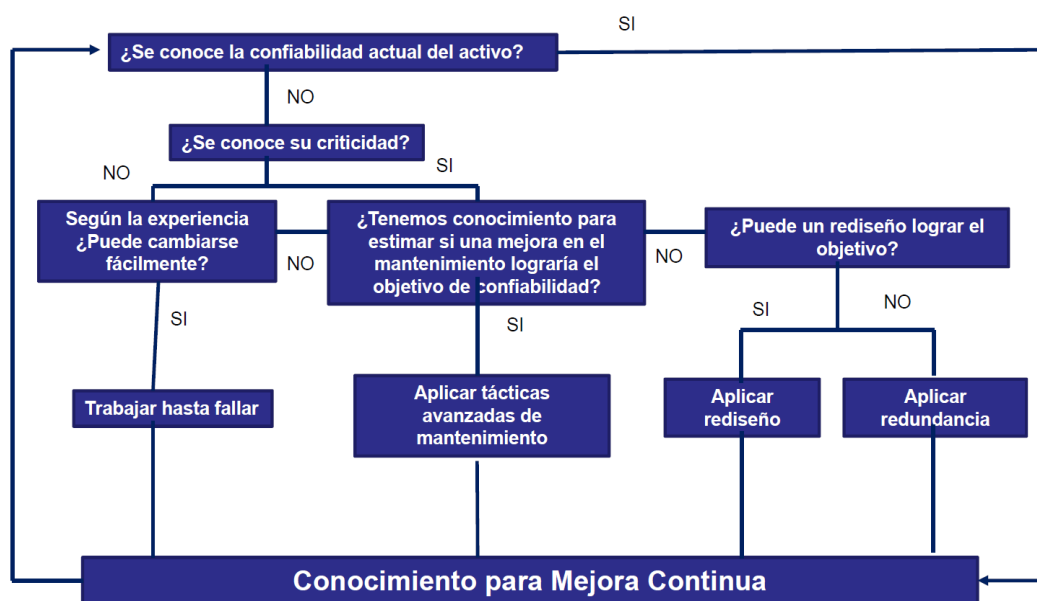 SI
¿Se conoce la confiabilidad actual del activo?
NO
¿Se conoce su criticidad?
NO
SI
Según la experiencia
¿Puede cambiarse
fácilmente?
NO
¿Tenemos conocimiento para
estimar si una mejora en el
mantenimiento lograría el
objetivo de confiabilidad?
NO
¿Puede un rediseño lograr el
objetivo?
SI
SI
SI
NO
Trabajar hasta fallar
Aplicar tácticas
avanzadas de
mantenimiento
Aplicar
rediseño
Aplicar
redundancia
Conocimiento para Mejora Continua